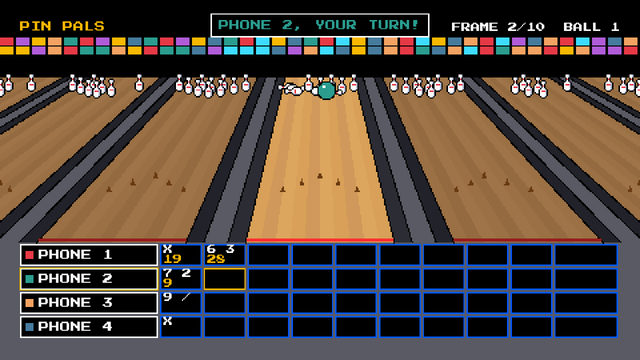 PIN PALS
PHONE 2, YOUR TURN!
FRAME 2/10 BALL 1
PHONE 1 X 6 3
19 28
PHONE 2 7 2
9
PHONE 3 9 /
PHONE 4 X